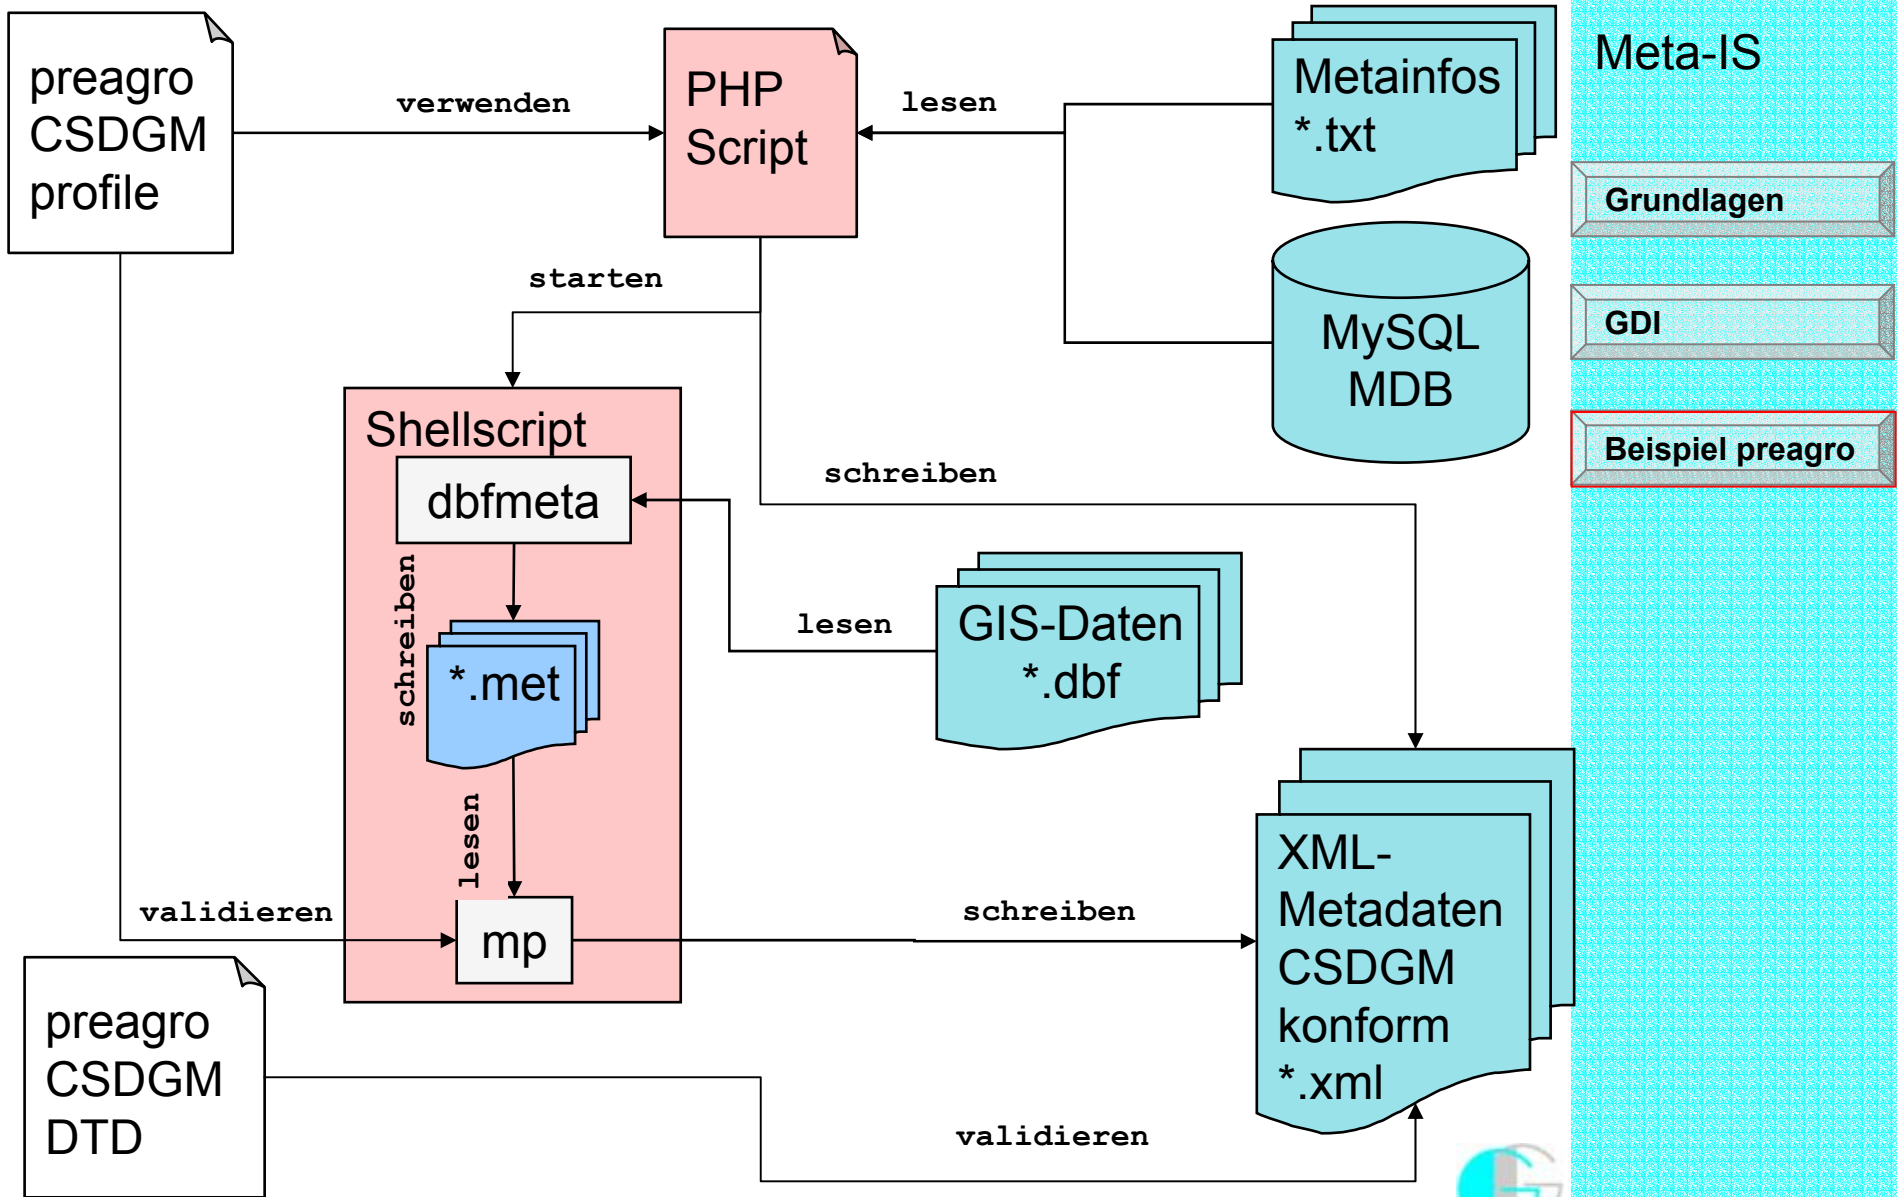 preagro
CSDGM
profile
verwenden
PHP
Script
lesen
Metainfos
*.txt
Meta-IS
Grundlagen
GDI
Beispiel preagro
starten
MySQL
MDB
Shellscript
dbfmeta
schreiben
schreiben
*.met
lesen
GIS-Daten
*.dbf
lesen
validieren
mp
schreiben
XML-
Metadaten
CSDGM
konform
*.xml
preagro
CSDGM
DTD
validieren